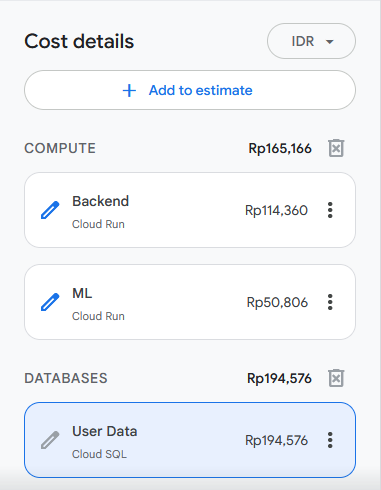 Cost details
IDR
Add to estimate
COMPUTE Rp165,166
Backend
Cloud Run
Rp114,360
ML
Cloud Run
Rp50,806
DATABASES Rp194,576
User Data
Cloud SQL
Rp194,576